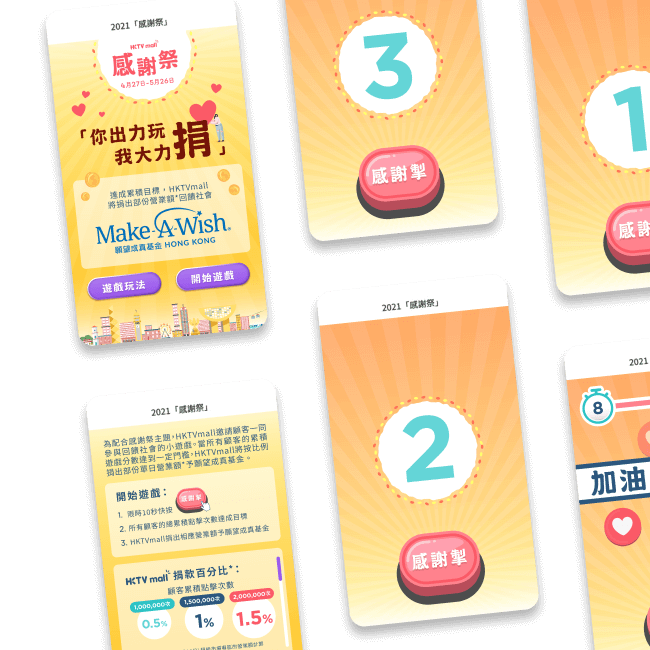 2021「感謝祭」
HKTV mall
感謝祭
4月27日-5月26日
「你出力玩
我大力捐」
達成累積目標，HKTVmall
將捐出部份營業額*回饋社會
Make-A-Wish®
願望成真基金 HONG KONG
遊戲玩法
開始遊戲
3
感謝掣
1
感謝
2021「感謝祭」
2
感謝掣
2021「感謝祭」
為配合感謝祭主題，HKTVmall邀請顧客一同
參與回饋社會的小遊戲。當所有顧客的累積
遊戲分數達到一定門檻，HKTVmall將按比例
捐出部份單日營業額*予願望成真基金。
開始遊戲：
感謝掣
1. 限時10秒快撳
2. 所有顧客的總累積點擊次數達成目標
3. HKTVmall捐出相應營業額予願望成真基金
HKTV mall 捐款百分比*：
顧客累積點擊次數
1,000,000次
1,500,000次
2,000,000次
0.5%
1%
1.5%
2021
8
加油